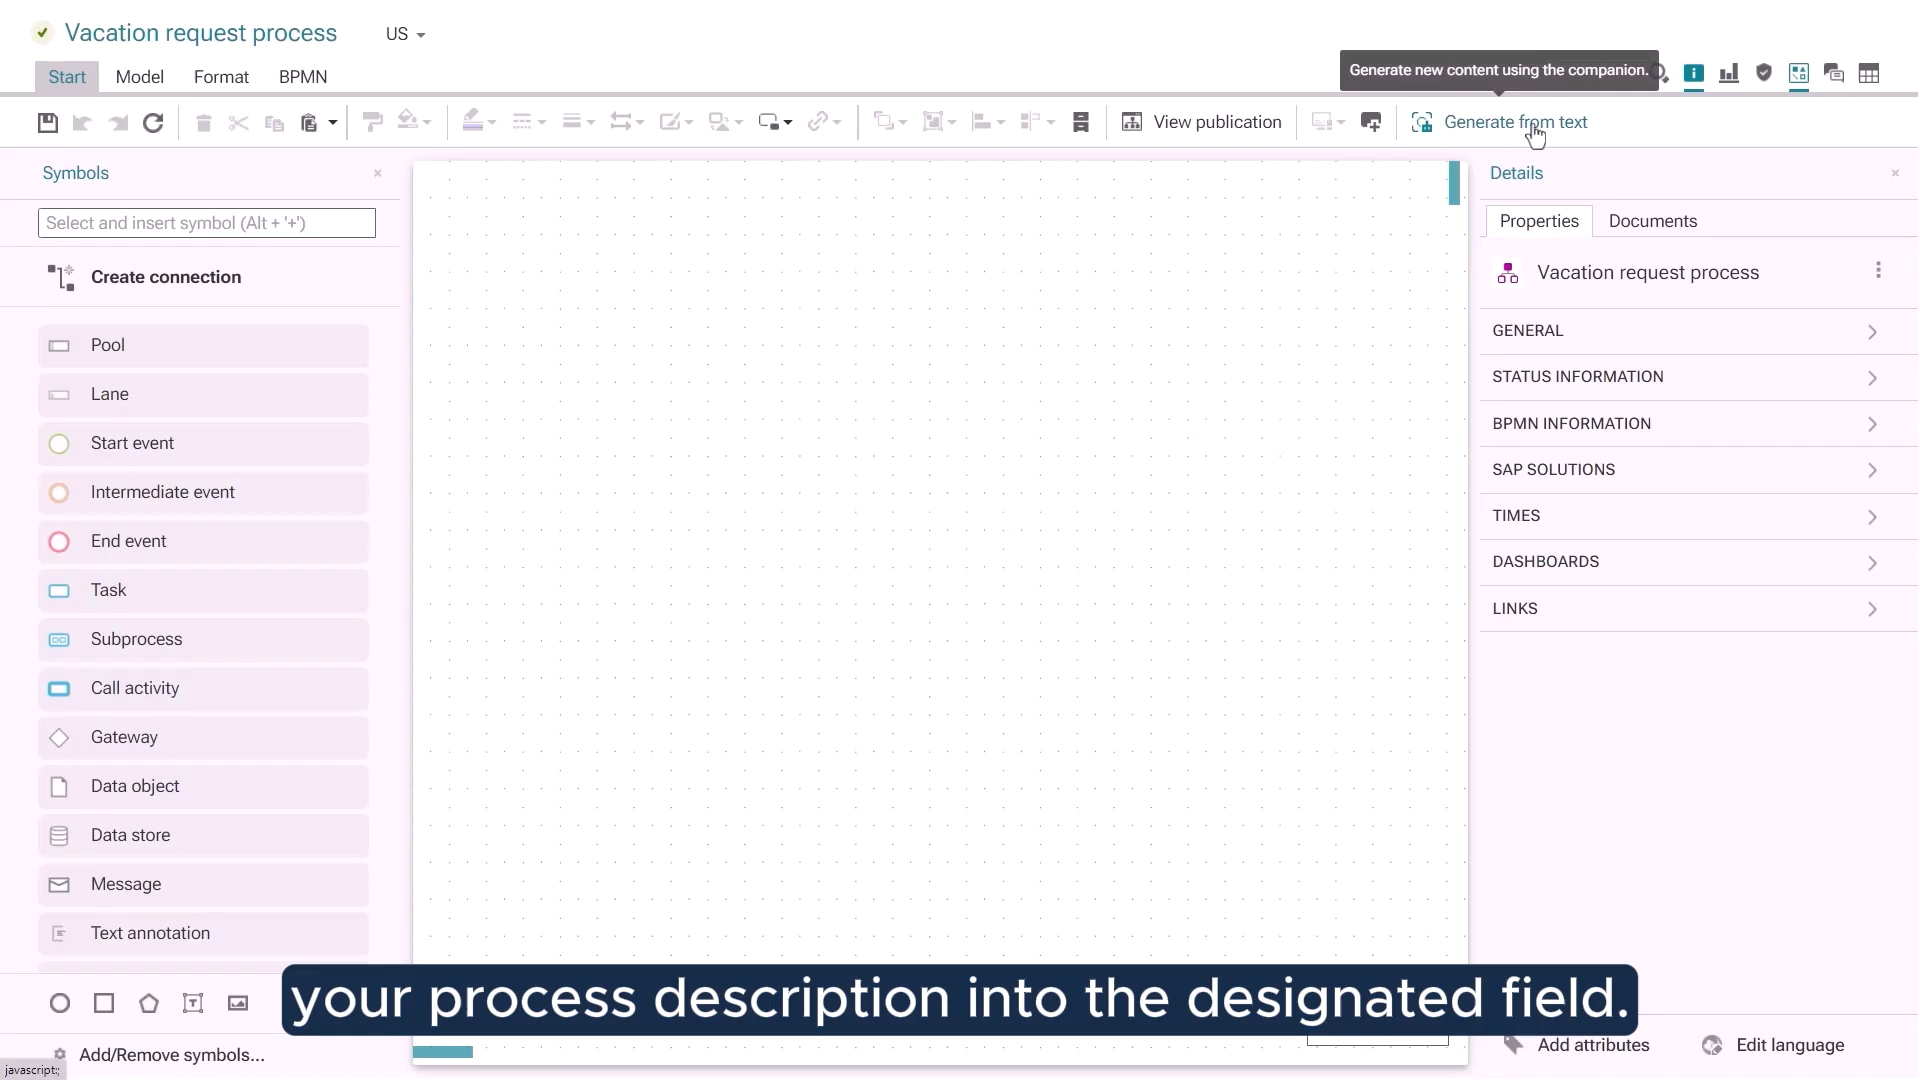 Vacation request process
US
Start
Model
Format
BPMN
Generate new content using the companion.
View publication
Generate from text
Symbols
Select and insert symbol (Alt + '+')
Create connection
Pool
Lane
Start event
Intermediate event
End event
Task
Subprocess
Call activity
Gateway
Data object
Data store
Message
Text annotation
Add/Remove symbols...
javascript:;
Details
Properties
Documents
Vacation request process
GENERAL
STATUS INFORMATION
BPMN INFORMATION
SAP SOLUTIONS
TIMES
DASHBOARDS
LINKS
Add attributes
Edit language
your process description into the designated field.